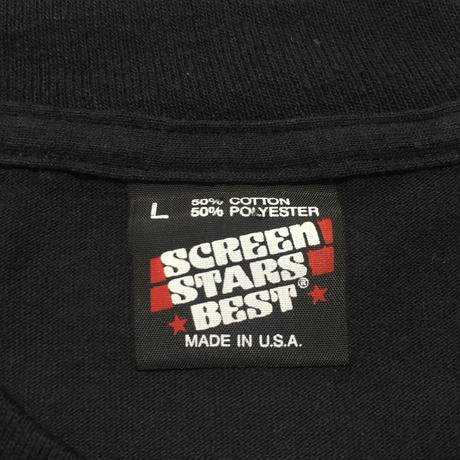 L 50% COTTON
50% POLYESTER
SCREEN
STARS
BEST®
MADE IN U.S.A.